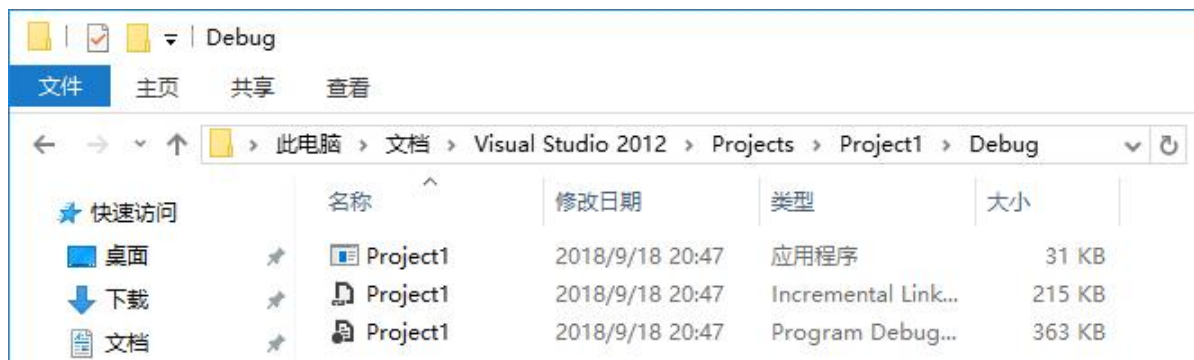 Debug
文件 主页 共享 查看
此电脑 > 文档 > Visual Studio 2012 > Projects > Project1 > Debug
快速访问
桌面
下载
文档
名称 修改日期 类型 大小
Project1 2018/9/18 20:47 应用程序 31 KB
Project1 2018/9/18 20:47 Incremental Link... 215 KB
Project1 2018/9/18 20:47 Program Debug... 363 KB